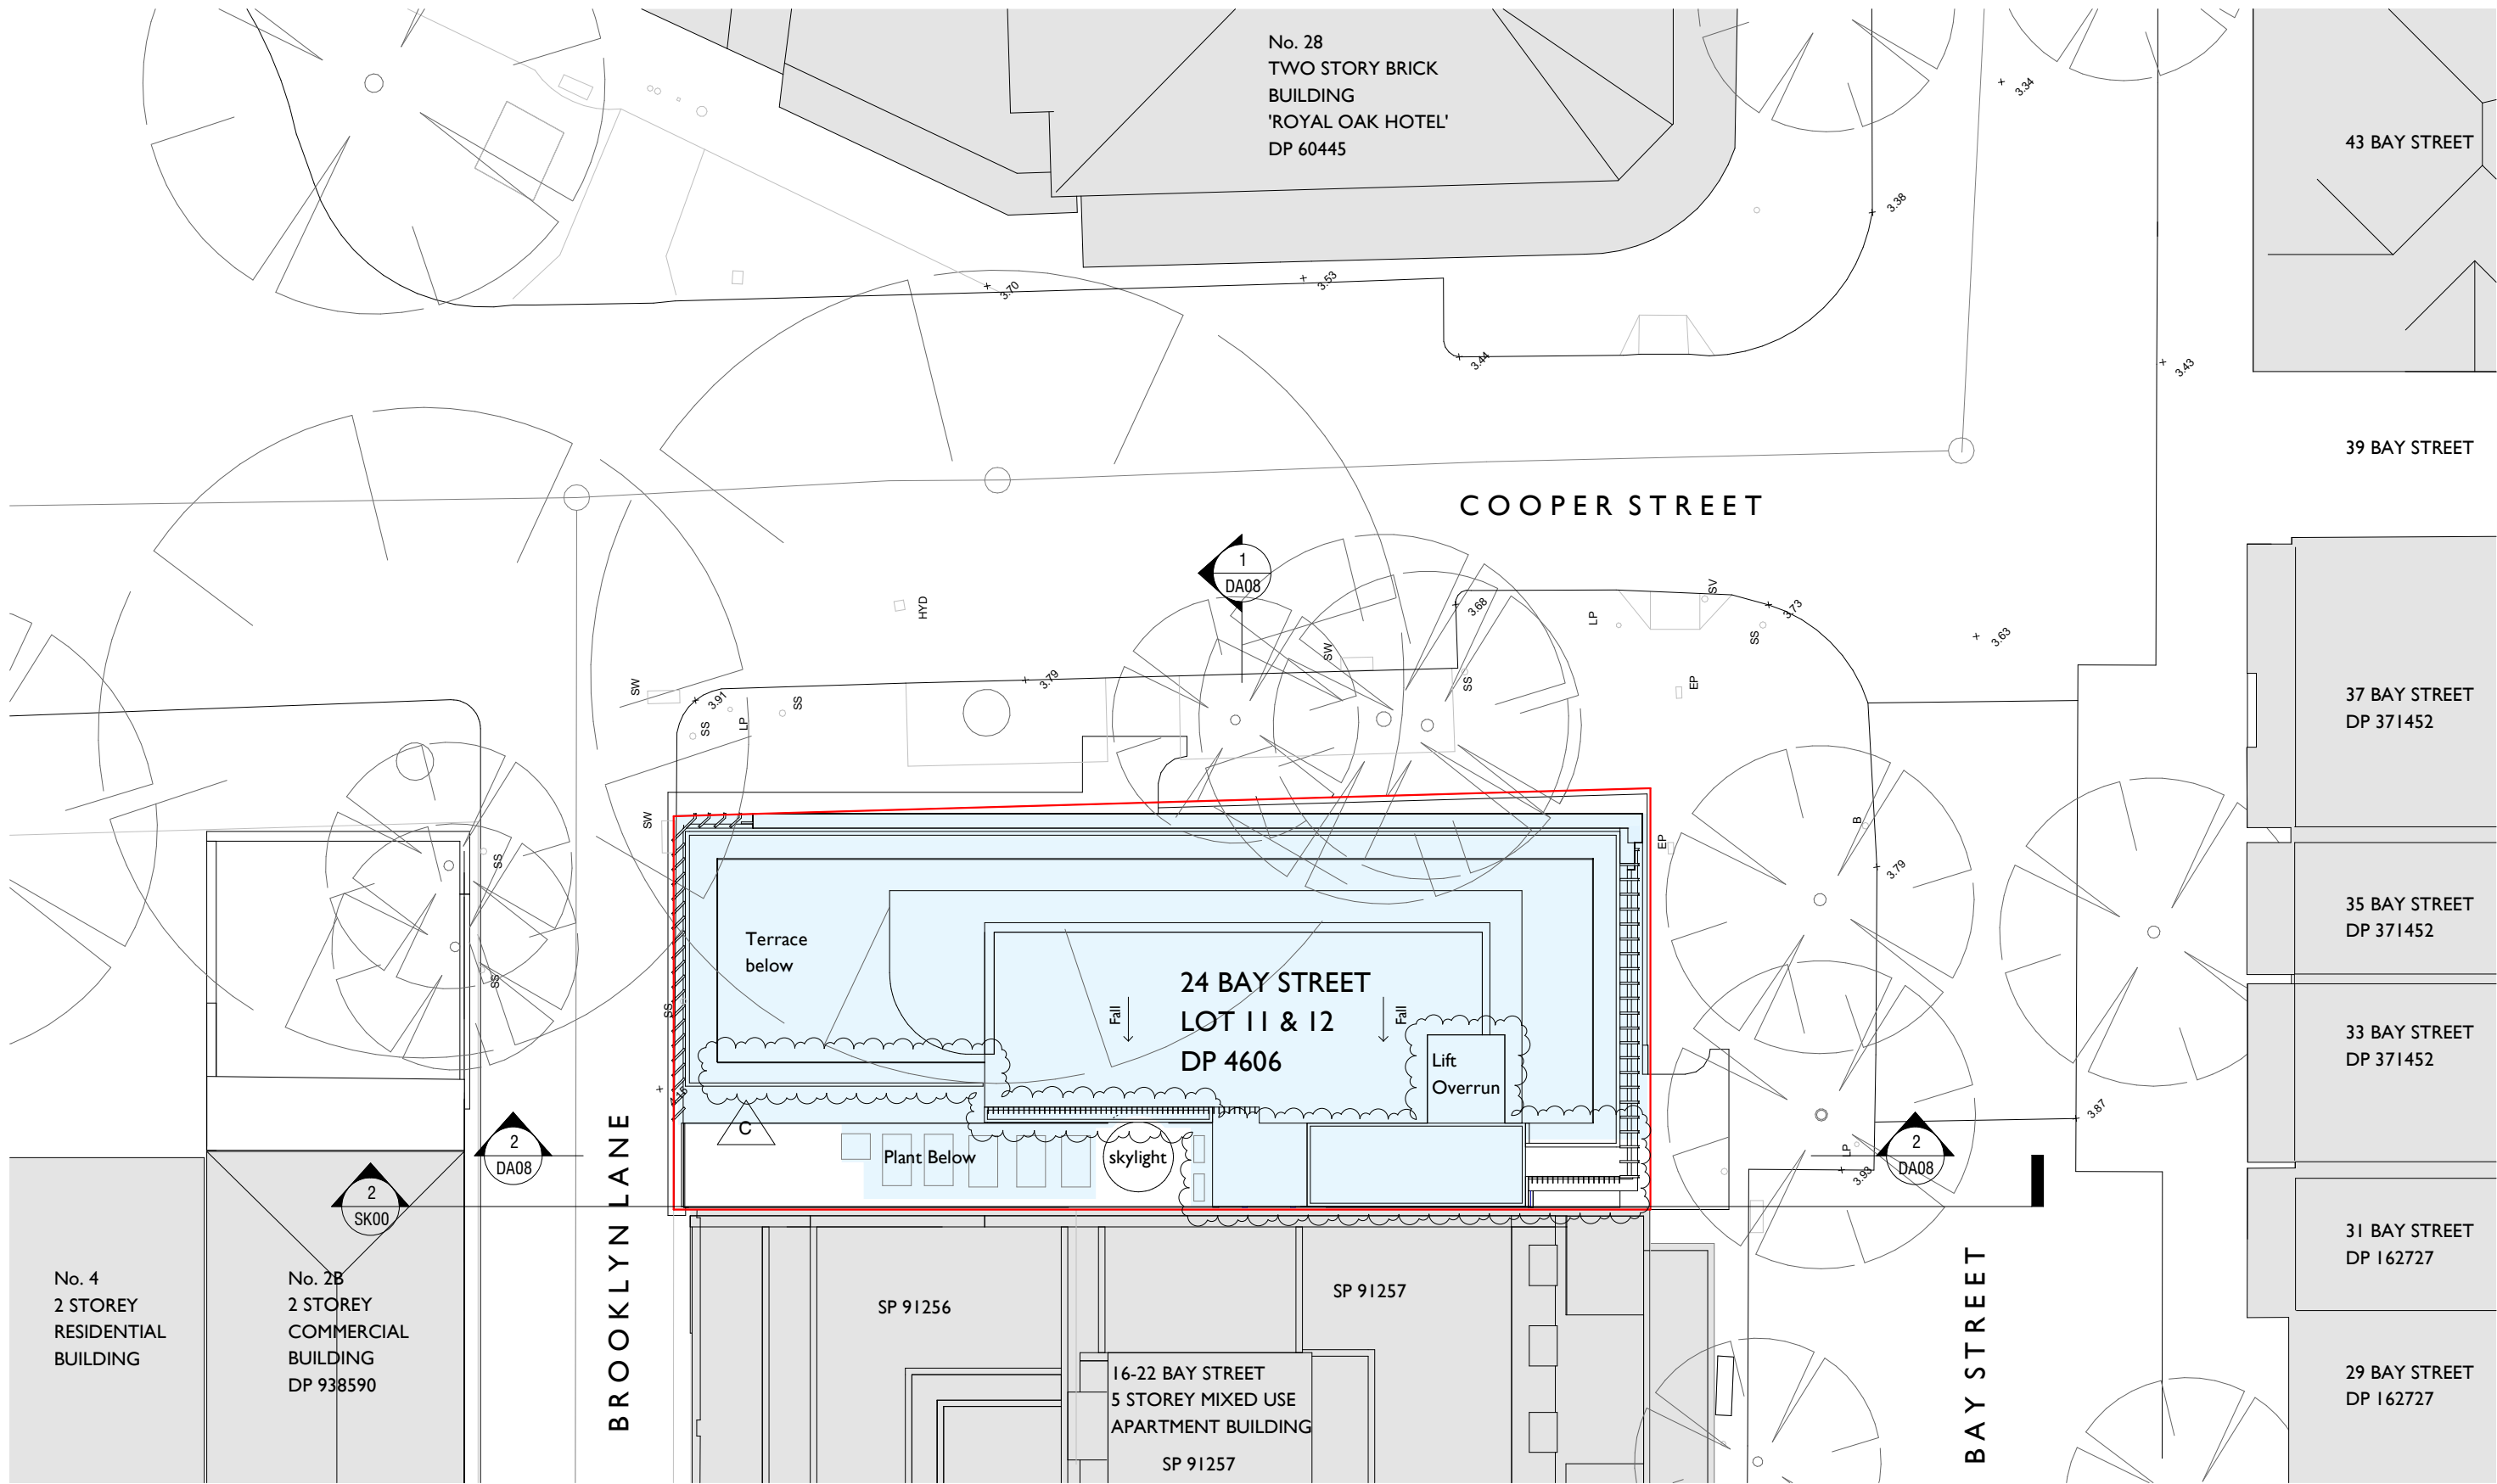 No. 28
TWO STORY BRICK
BUILDING
'ROYAL OAK HOTEL'
DP 60445
3.34
43 BAY STREET
3.38
3.70
3.53
3.44
3.43
39 BAY STREET
COOPER STREET
1
DA08
HYD
3.68
LP
SV
3.73
SS
3.63
SW
SW
3.91
3.79
SS
SS
LP
SS
EP
37 BAY STREET
DP 371452
SW
EP
B
3.79
SS
SS
SS
Terrace
below
35 BAY STREET
DP 371452
24 BAY STREET
LOT 11 & 12
DP 4606
Fall
Fall
Lift
Overrun
33 BAY STREET
DP 371452
3.87
C
2
DA08
Plant Below
skylight
LP
3.93
2
DA08
2
SK00
BROOKLYN LANE
BAY STREET
31 BAY STREET
DP 162727
No. 4
2 STOREY
RESIDENTIAL
BUILDING
No. 2B
2 STOREY
COMMERCIAL
BUILDING
DP 938590
SP 91256
SP 91257
16-22 BAY STREET
5 STOREY MIXED USE
APARTMENT BUILDING
SP 91257
29 BAY STREET
DP 162727